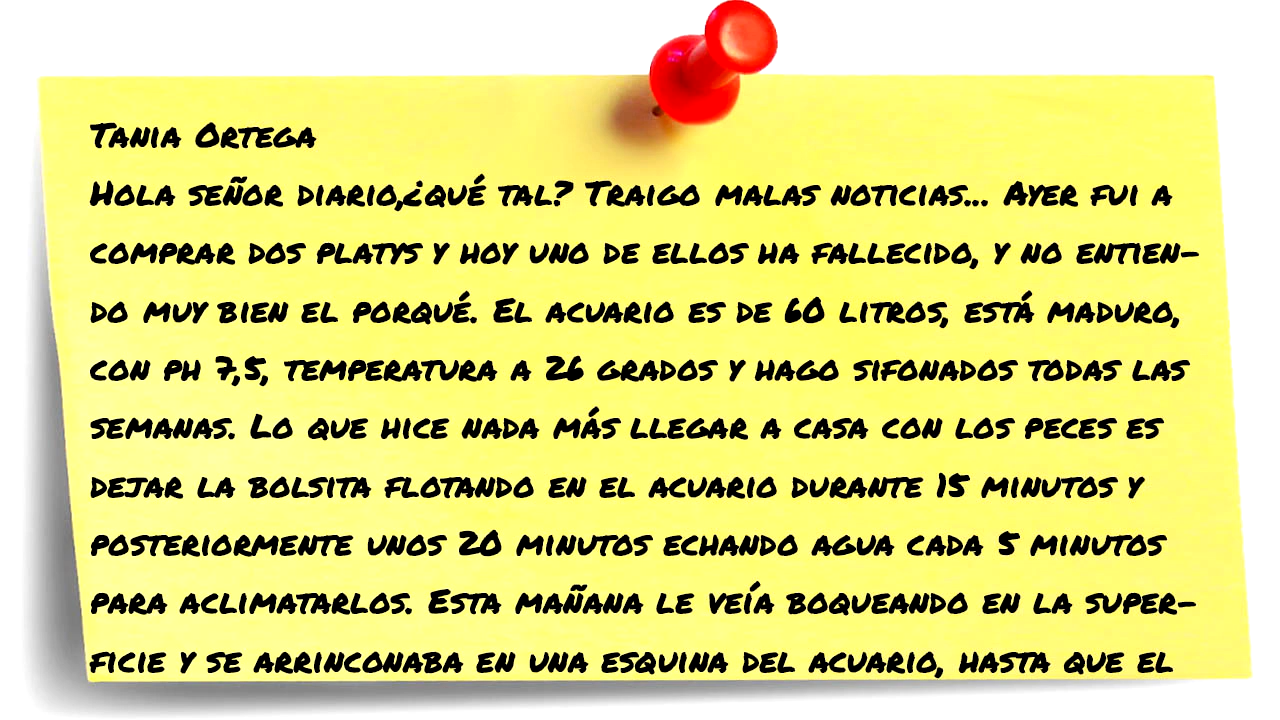 Tania Ortega
Hola señor diario,¿qué tal? Traigo malas noticias... Ayer fui a
comprar dos platys y hoy uno de ellos ha fallecido, y no entien-
do muy bien el porqué. El acuario es de 60 litros, está maduro,
con ph 7,5, temperatura a 26 grados y hago sifonados todas las
semanas. Lo que hice nada más llegar a casa con los peces es
dejar la bolsita flotando en el acuario durante 15 minutos y
posteriormente unos 20 minutos echando agua cada 5 minutos
para aclimatarlos. Esta mañana le veía boqueando en la super-
ficie y se arrinconaba en una esquina del acuario, hasta que el